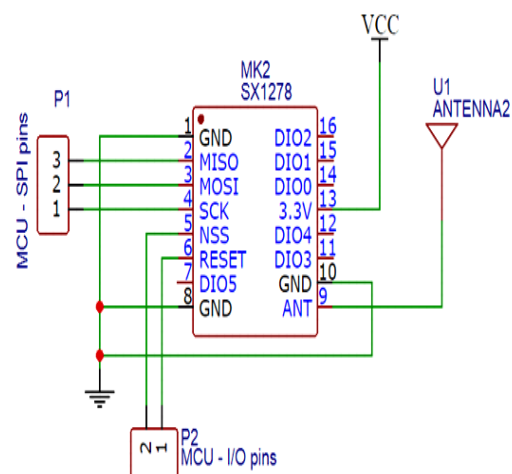 VCC
MK2
SX1278
U1
ANTENNA2
P1
MCU - SPI pins
3
2
1
1 GND DIO2 16
2 MISO DIO1 15
3 MOSI DIO0 14
4 SCK 3.3V 13
5 NSS DIO4 12
6 RESET DIO3 11
7 DIO5 GND 10
8 GND ANT 9
2 1
P2
MCU - I/O pins